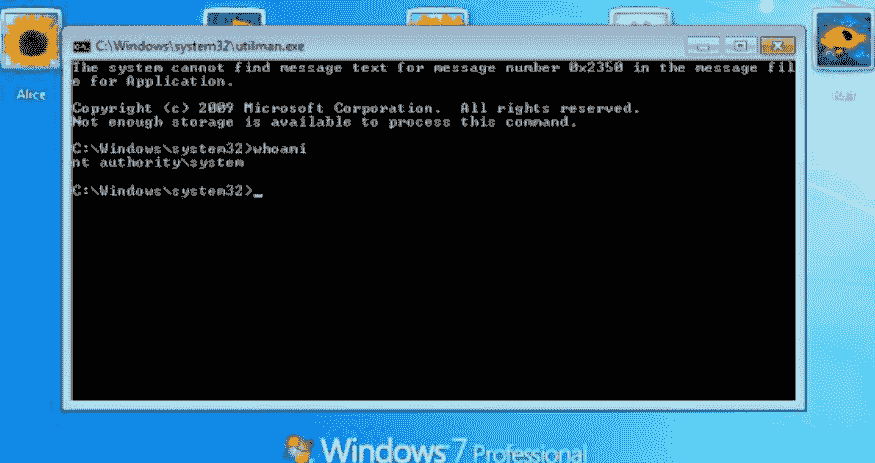 C:\Windows\system32\utilman.exe
The system cannot find message text for message number 0x2350 in the message fil
e for Application.
Copyright (c) 2009 Microsoft Corporation.  All rights reserved.
Not enough storage is available to process this command.
C:\Windows\system32>whoami
nt authority\system
C:\Windows\system32>_
Alice
Windows 7 Professional